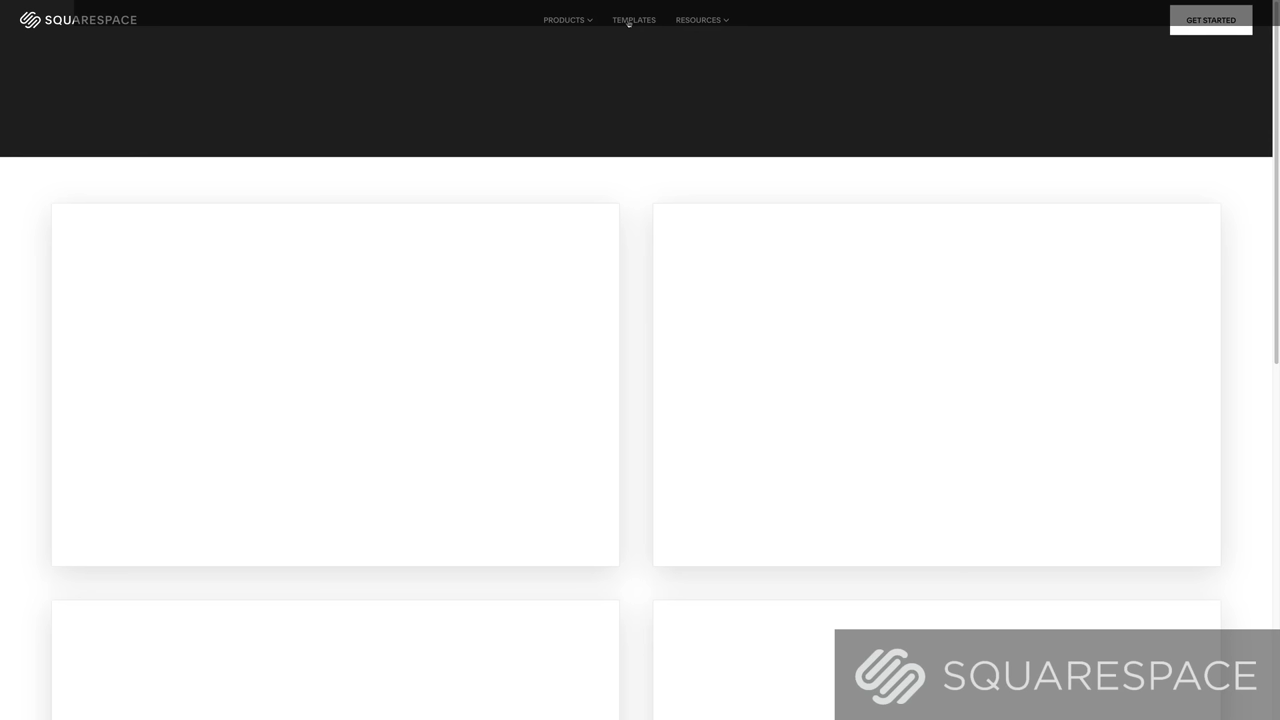 SQUARESPACE
PRODUCTS
TEMPLATES
RESOURCES
GET STARTED
SQUARESPACE